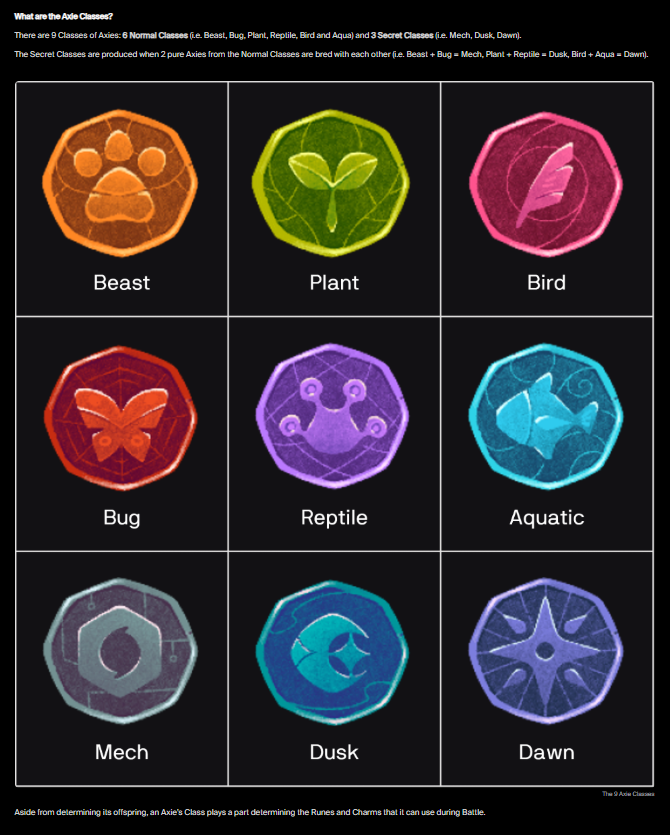 What are the Axie Classes?
There are 9 Classes of Axies: 6 Normal Classes (i.e. Beast, Bug, Plant, Reptile, Bird and Aqua) and 3 Secret Classes (i.e. Mech, Dusk, Dawn).
The Secret Classes are produced when 2 pure Axies from the Normal Classes are bred with each other (i.e. Beast + Bug = Mech, Plant + Reptile = Dusk, Bird + Aqua = Dawn).
Beast
Plant
Bird
Bug
Reptile
Aquatic
Mech
Dusk
Dawn
The 9 Axie Classes
Aside from determining its offspring, an Axie's Class plays a part determining the Runes and Charms that it can use during Battle.